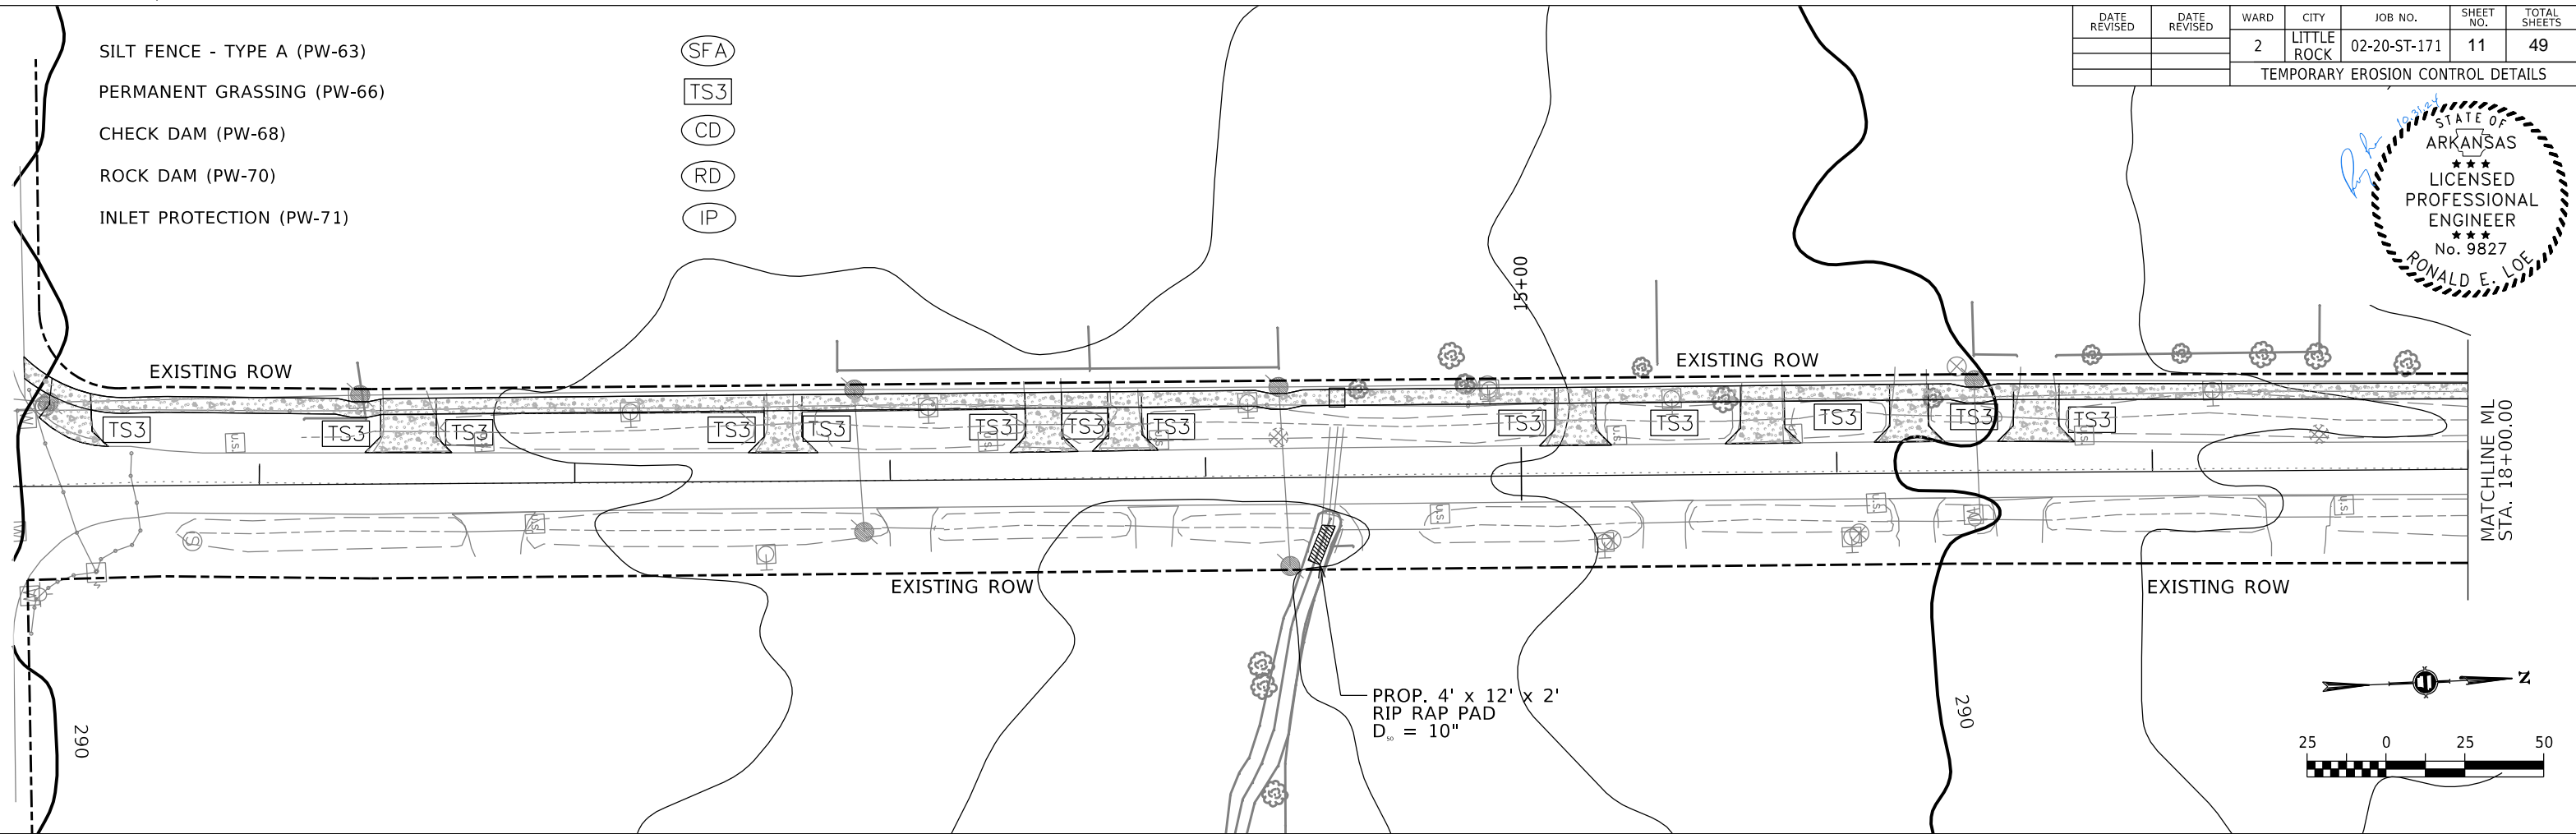 SILT FENCE - TYPE A (PW-63) SFA
PERMANENT GRASSING (PW-66) TS3
CHECK DAM (PW-68) CD
ROCK DAM (PW-70) RD
INLET PROTECTION (PW-71) IP
DATE REVISED
DATE REVISED
WARD
CITY
JOB NO.
SHEET NO.
TOTAL SHEETS
2
LITTLE ROCK
02-20-ST-171
11
49
TEMPORARY EROSION CONTROL DETAILS
10.31.24
STATE OF
ARKANSAS
★★★
LICENSED
PROFESSIONAL
ENGINEER
★★★
No. 9827
RONALD E. LOE
15+00
EXISTING ROW
EXISTING ROW
TS3
TS3
TS3
TS3
TS3
TS3
TS3
TS3
TS3
TS3
TS3
TS3
TS3
U.S.
U.S.
U.S.
U.S.
U.S.
U.S.
U.S.
U.S.
U.S.
U.S.
U.S.
S
MATCHLINE ML
STA. 18+00.00
EXISTING ROW
EXISTING ROW
PROP. 4' x 12' x 2'
RIP RAP PAD
D₅₀ = 10"
290
290
N
25 0 25 50